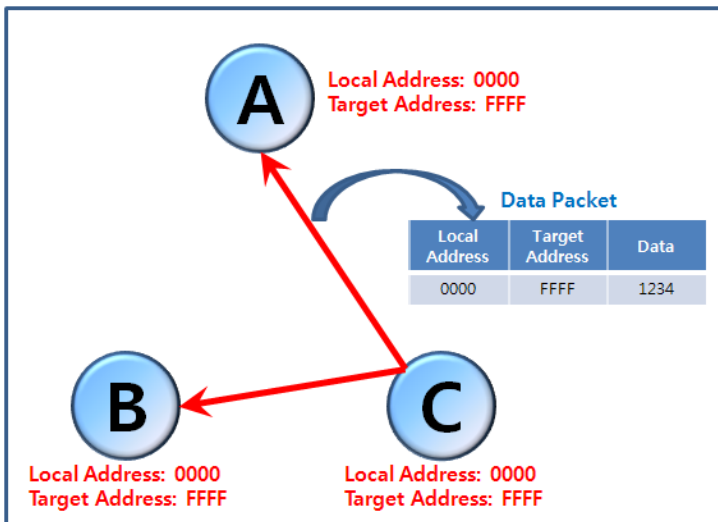 A
Local Address: 0000
Target Address: FFFF
Data Packet
Local Address
Target Address
Data
0000
FFFF
1234
B
C
Local Address: 0000
Target Address: FFFF
Local Address: 0000
Target Address: FFFF